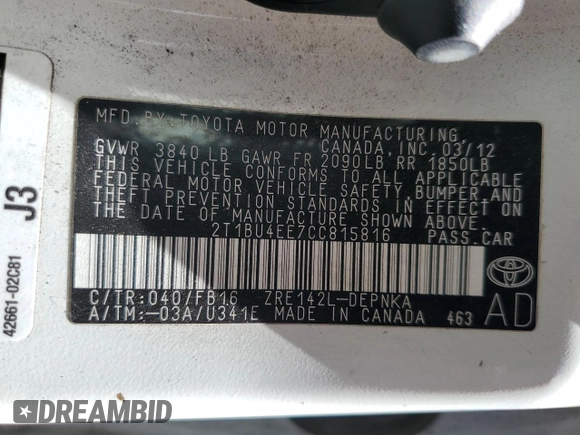 MFD. BY: TOYOTA MOTOR MANUFACTURING
CANADA, INC. 03/12
GVWR 3840 LB GAWR FR 2090LB RR 1850LB
THIS VEHICLE CONFORMS TO ALL APPLICABLE
FEDERAL MOTOR VEHICLE SAFETY, BUMPER, AND
THEFT PREVENTION STANDARDS IN EFFECT ON
THE DATE OF MANUFACTURE SHOWN ABOVE.
2T1BU4EE7CC815816 PASS.CAR
C/TR: 040/FB16 ZRE142L-DEPNKA
A/TM:-03A/U341E MADE IN CANADA 463
TOYOTA
AD
J3
42661-02C81
DREAMBID